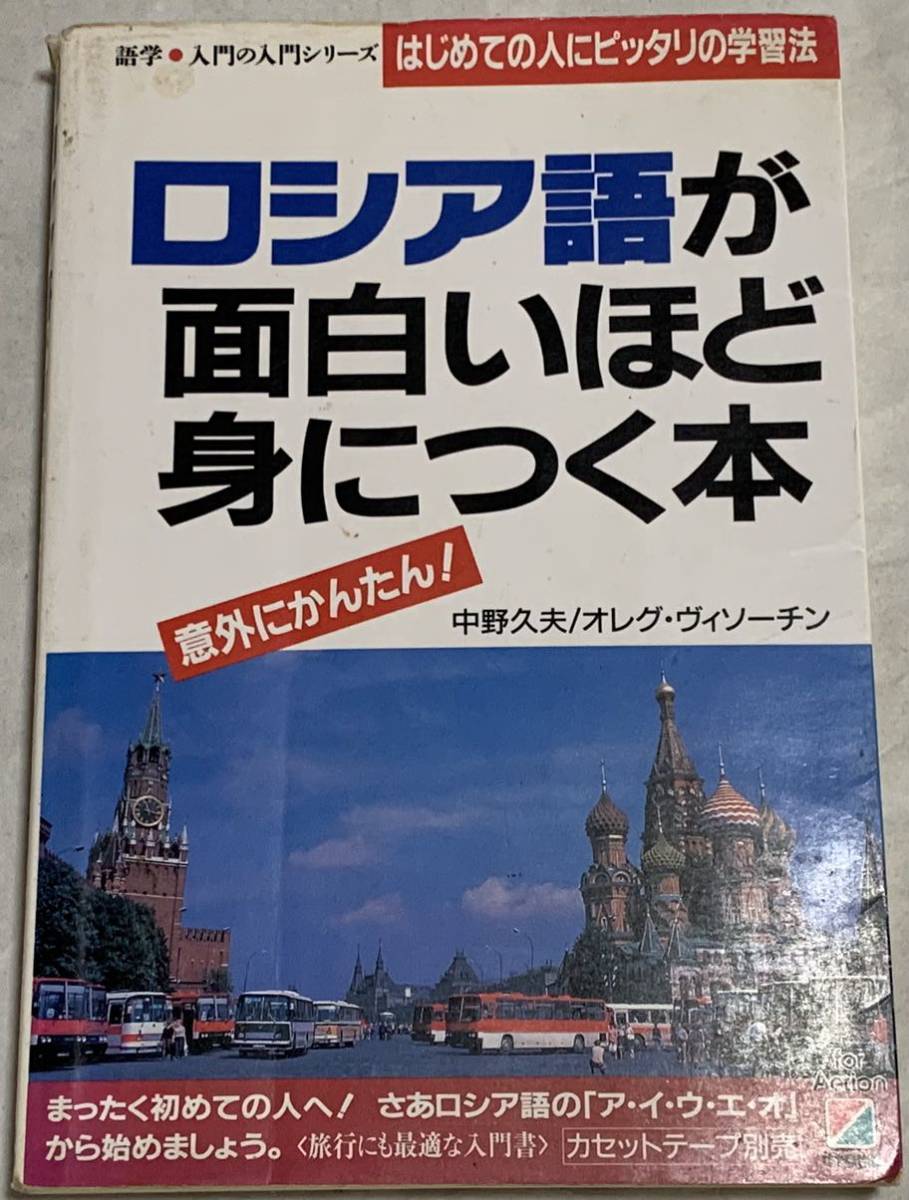 語学●入門の入門シリーズ
はじめての人にピッタリの学習法
ロシア語が
面白いほど
身につく本
意外にかんたん!
中野久夫/オレグ・ヴィソーチン
まったく初めての人へ! さあロシア語の「ア・イ・ウ・エ・オ」
から始めましょう。〈旅行にも最適な入門書〉 カセットテープ別売
for
Action